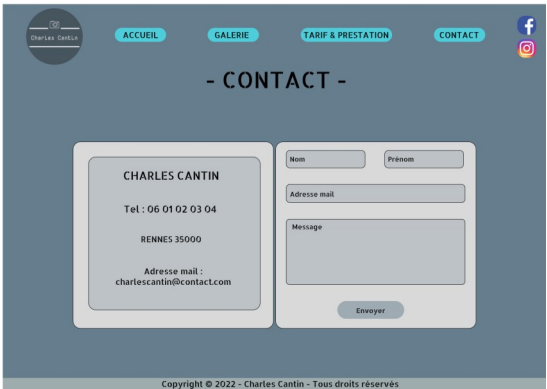 Charles Cantin
ACCUEIL
GALERIE
TARIF & PRESTATION
CONTACT
- CONTACT -
CHARLES CANTIN
Tel : 06 01 02 03 04
RENNES 35000
Adresse mail :
charlescantin@contact.com
Nom
Prénom
Adresse mail
Message
Envoyer
Copyright © 2022 - Charles Cantin - Tous droits réservés